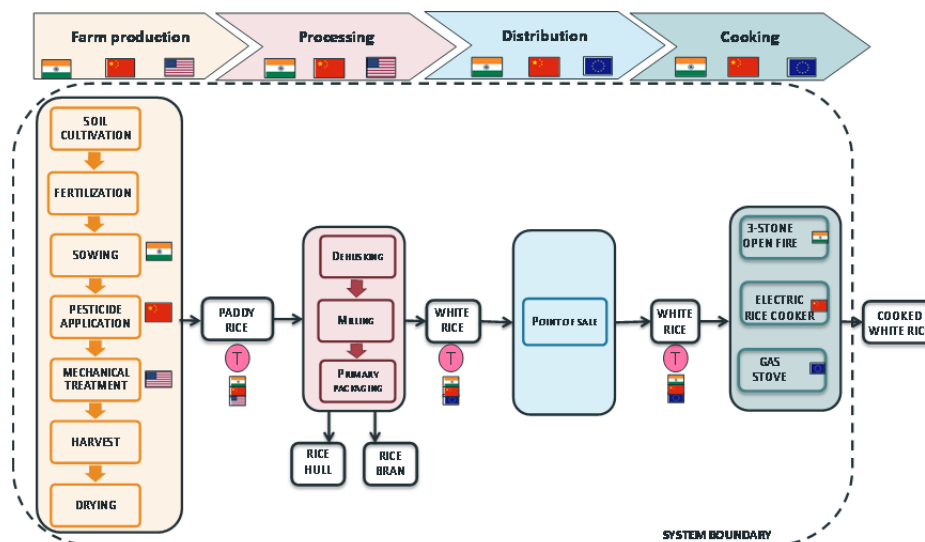 Farm production
Processing
Distribution
Cooking
SOIL
CULTIVATION
FERTILIZATION
SOWING
PESTICIDE
APPLICATION
MECHANICAL
TREATMENT
HARVEST
DRYING
PADDY
RICE
T
DEHUSKING
MILLING
PRIMARY
PACKAGING
RICE
HULL
RICE
BRAN
WHITE
RICE
T
POINT OF SALE
WHITE
RICE
T
3-STONE
OPEN FIRE
ELECTRIC
RICE COOKER
GAS
STOVE
COOKED
WHITE RICE
SYSTEM BOUNDARY